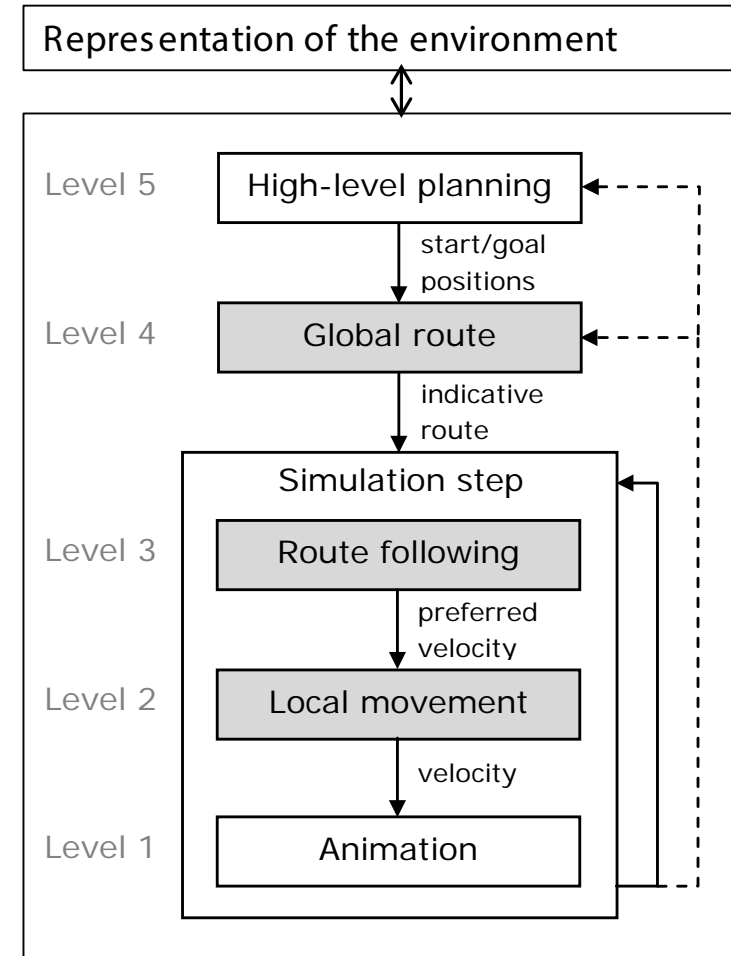 Representation of the environment
Level 5
High-level planning
start/goal
positions
Level 4
Global route
indicative
route
Simulation step
Level 3
Route following
preferred
velocity
Level 2
Local movement
velocity
Level 1
Animation